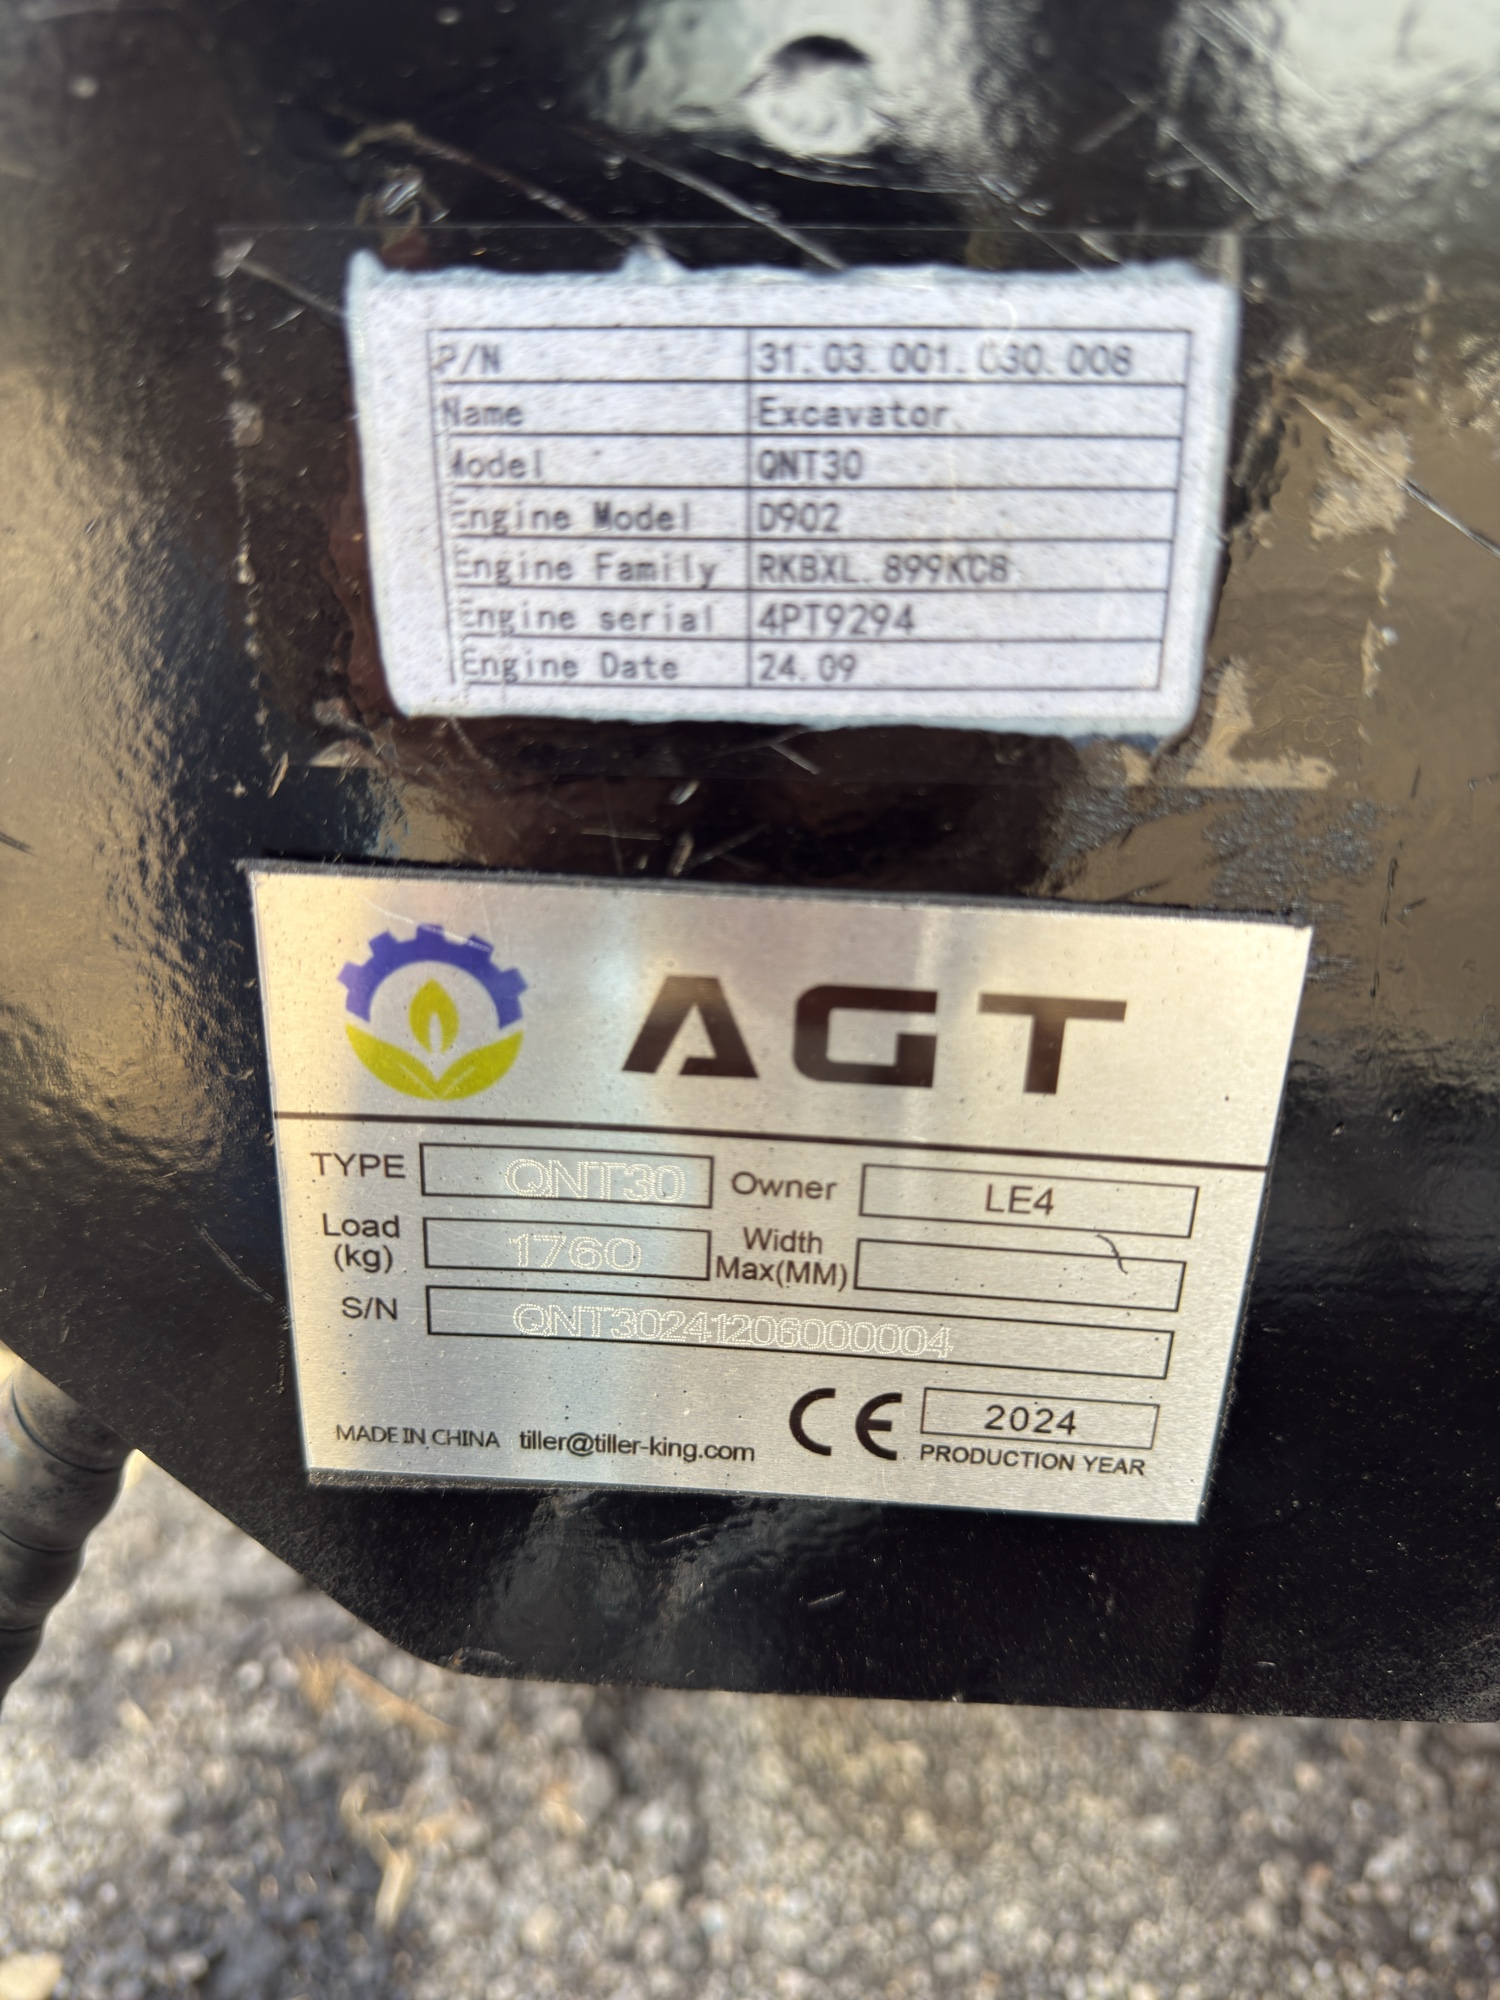 P/N 31.03.001.030.008
Name Excavator
Model QNT30
Engine Model D902
Engine Family RKBXL.899KCB
Engine serial 4PT9294
Engine Date 24.09
AGT
TYPE QNT30 Owner LE4
Load (kg) 1760 Width Max(MM)
S/N QNT30241206000004
MADE IN CHINA tiller@tiller-king.com CE 2024
PRODUCTION YEAR